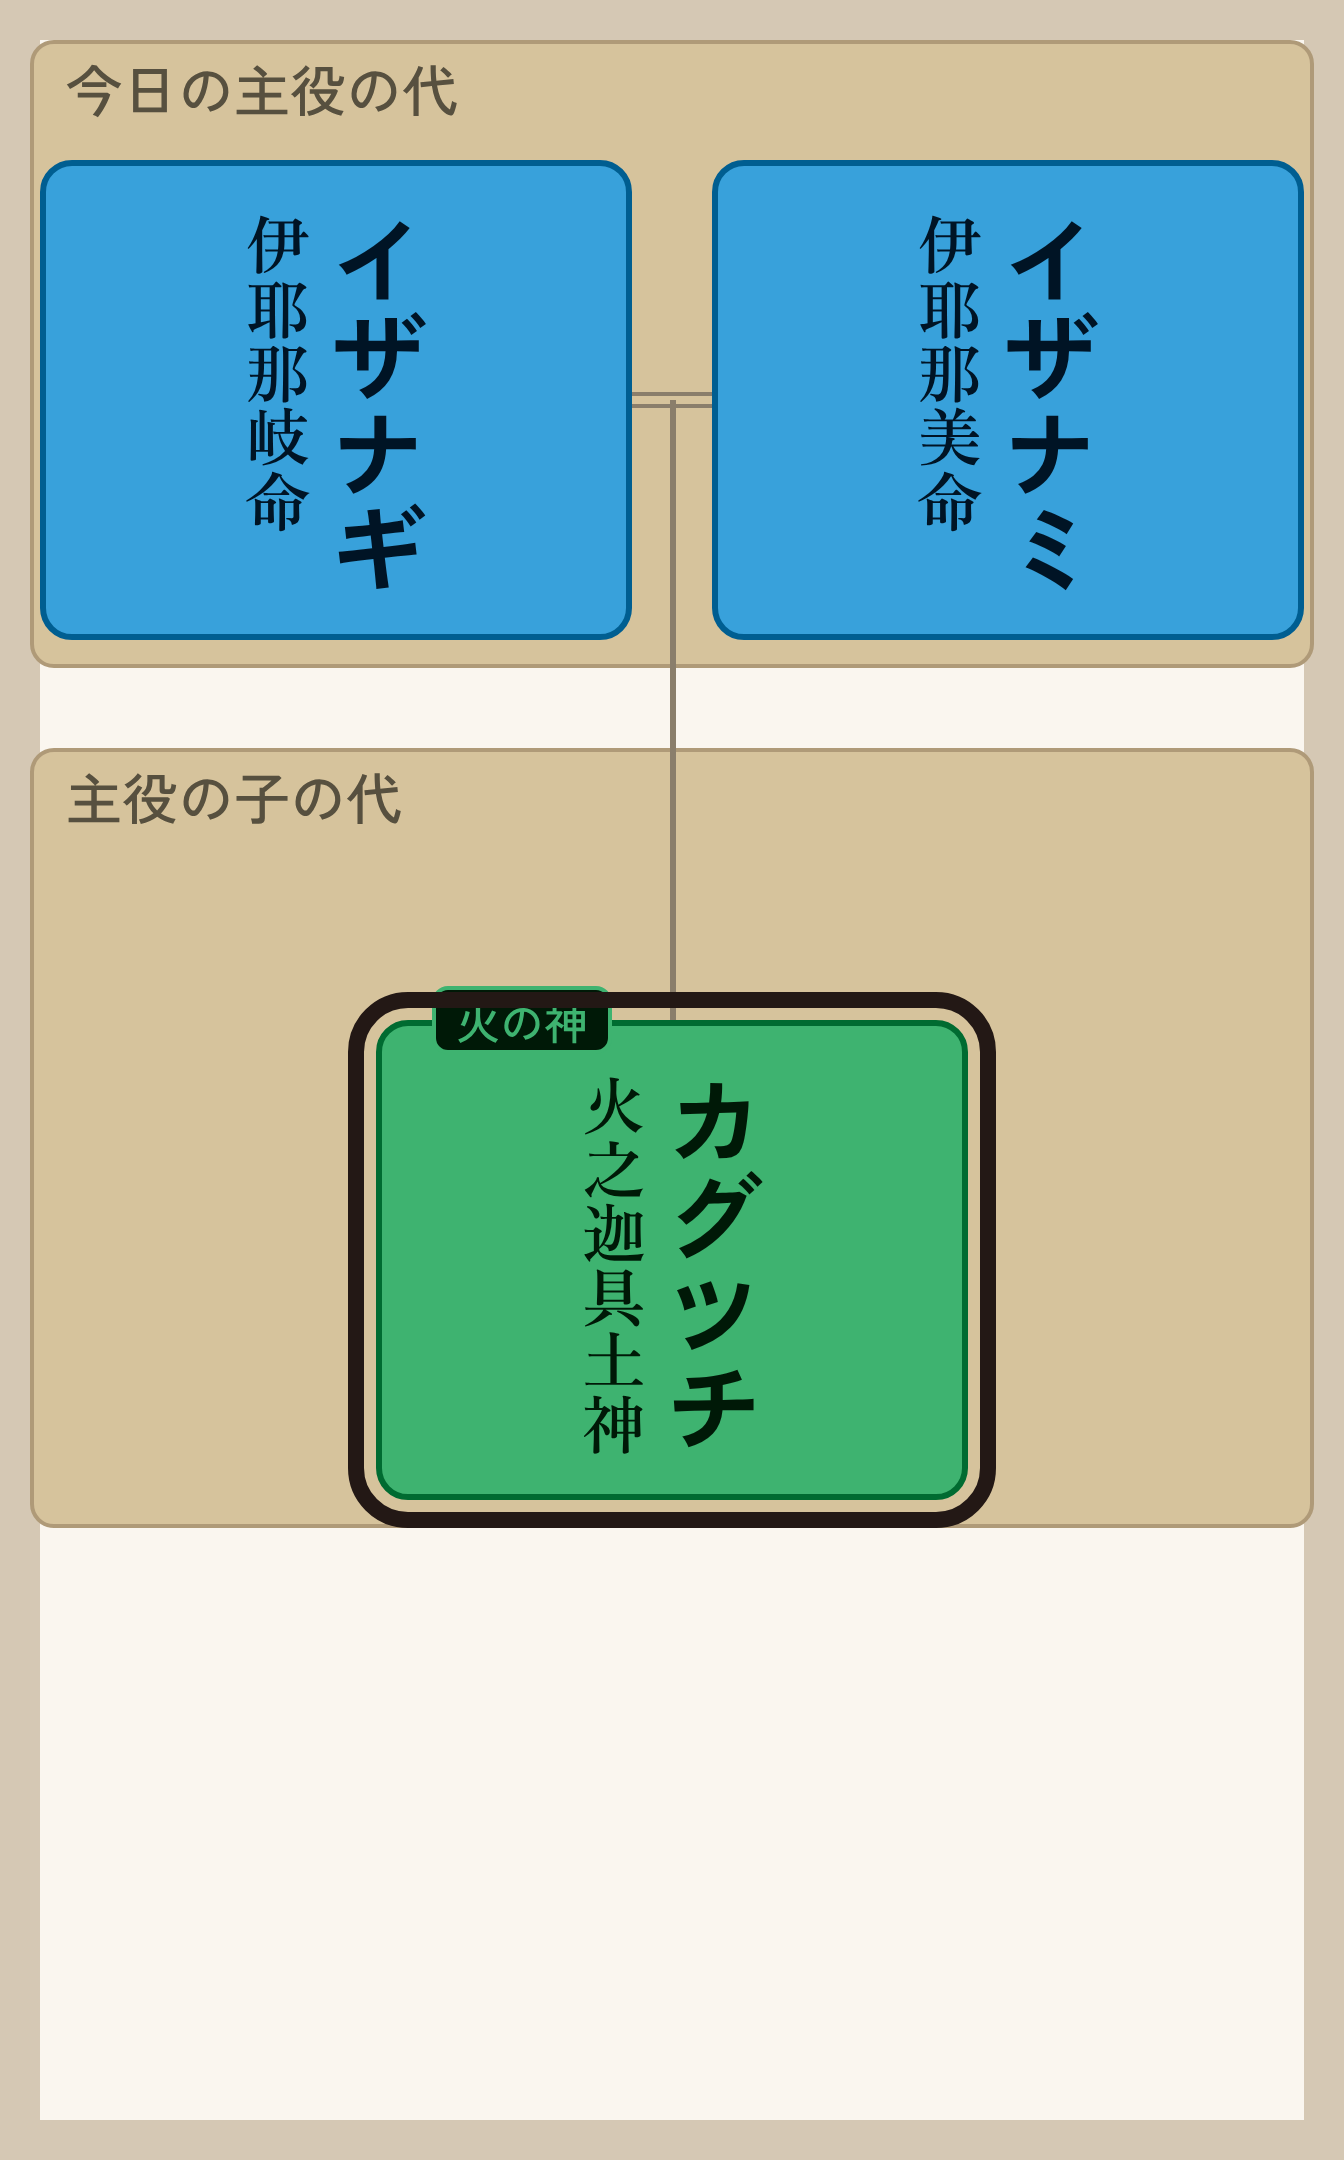 今日の主役の代
イザナギ
伊耶那岐命
イザナミ
伊耶那美命
主役の子の代
火の神
カグツチ
火之迦具土神